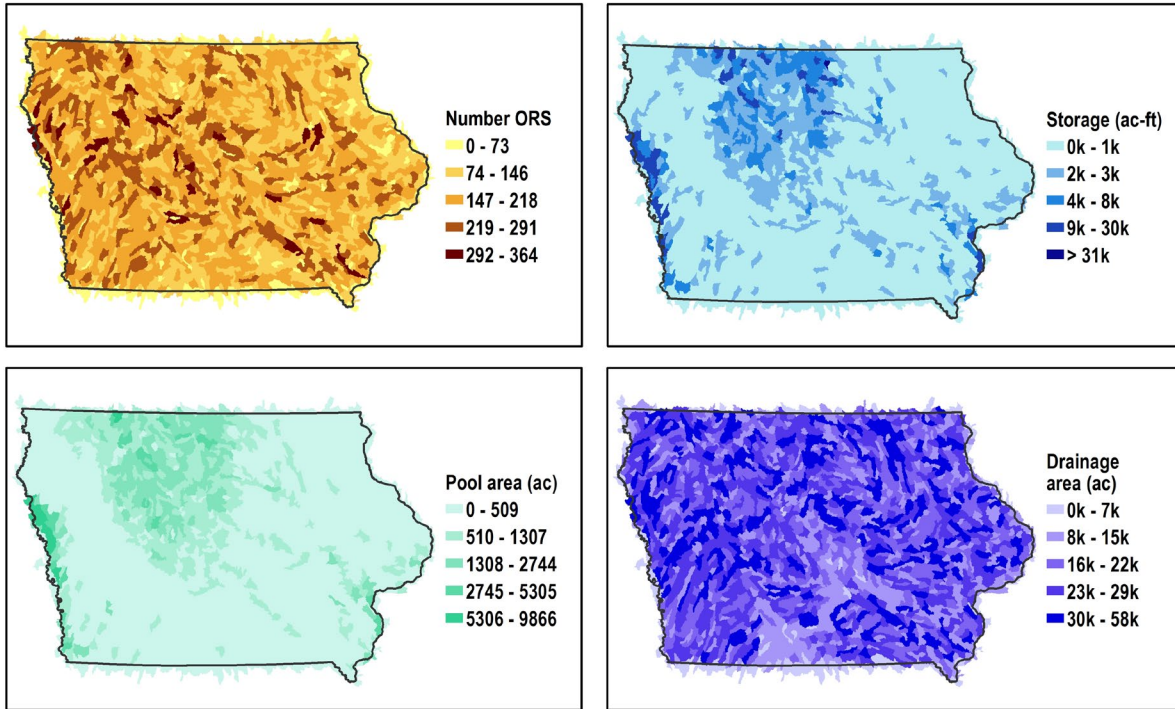 Number ORS
0 - 73
74 - 146
147 - 218
219 - 291
292 - 364
Storage (ac-ft)
0k - 1k
2k - 3k
4k - 8k
9k - 30k
> 31k
Pool area (ac)
0 - 509
510 - 1307
1308 - 2744
2745 - 5305
5306 - 9866
Drainage
area (ac)
0k - 7k
8k - 15k
16k - 22k
23k - 29k
30k - 58k